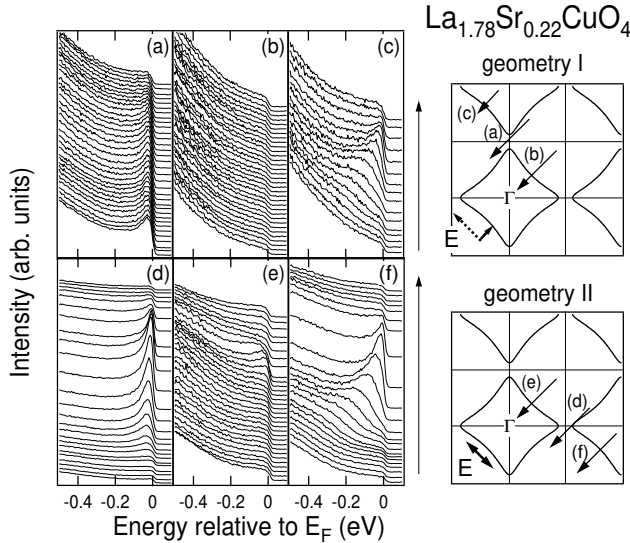 La1.78Sr0.22CuO4
(a)
(b)
(c)
(d)
(e)
(f)
Intensity (arb. units)
-0.4 -0.2 0
-0.4 -0.2 0
-0.4 -0.2 0
Energy relative to EF (eV)
geometry I
(c)
(a)
(b)
Γ
E
geometry II
(e)
(d)
Γ
(f)
E